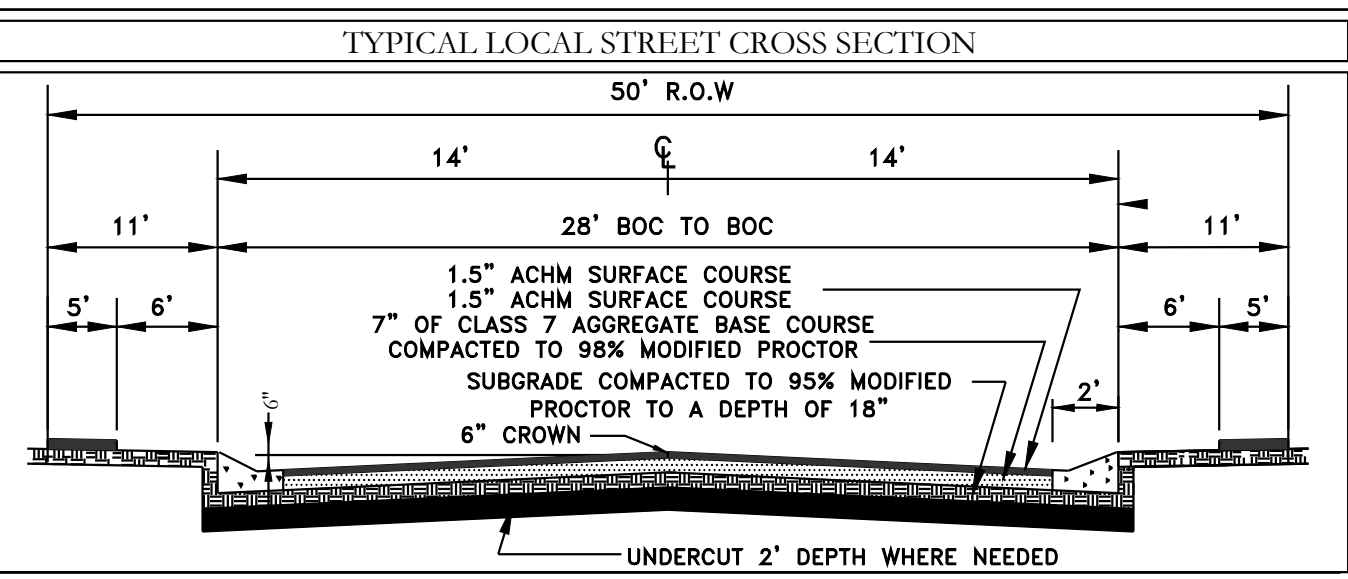 TYPICAL LOCAL STREET CROSS SECTION
50' R.O.W
14' ℄ 14'
11' 28' BOC TO BOC 11'
1.5" ACHM SURFACE COURSE
1.5" ACHM SURFACE COURSE
5' 6' 6' 5'
7" OF CLASS 7 AGGREGATE BASE COURSE
COMPACTED TO 98% MODIFIED PROCTOR
SUBGRADE COMPACTED TO 95% MODIFIED
PROCTOR TO A DEPTH OF 18"
2'
6"
6" CROWN
UNDERCUT 2' DEPTH WHERE NEEDED